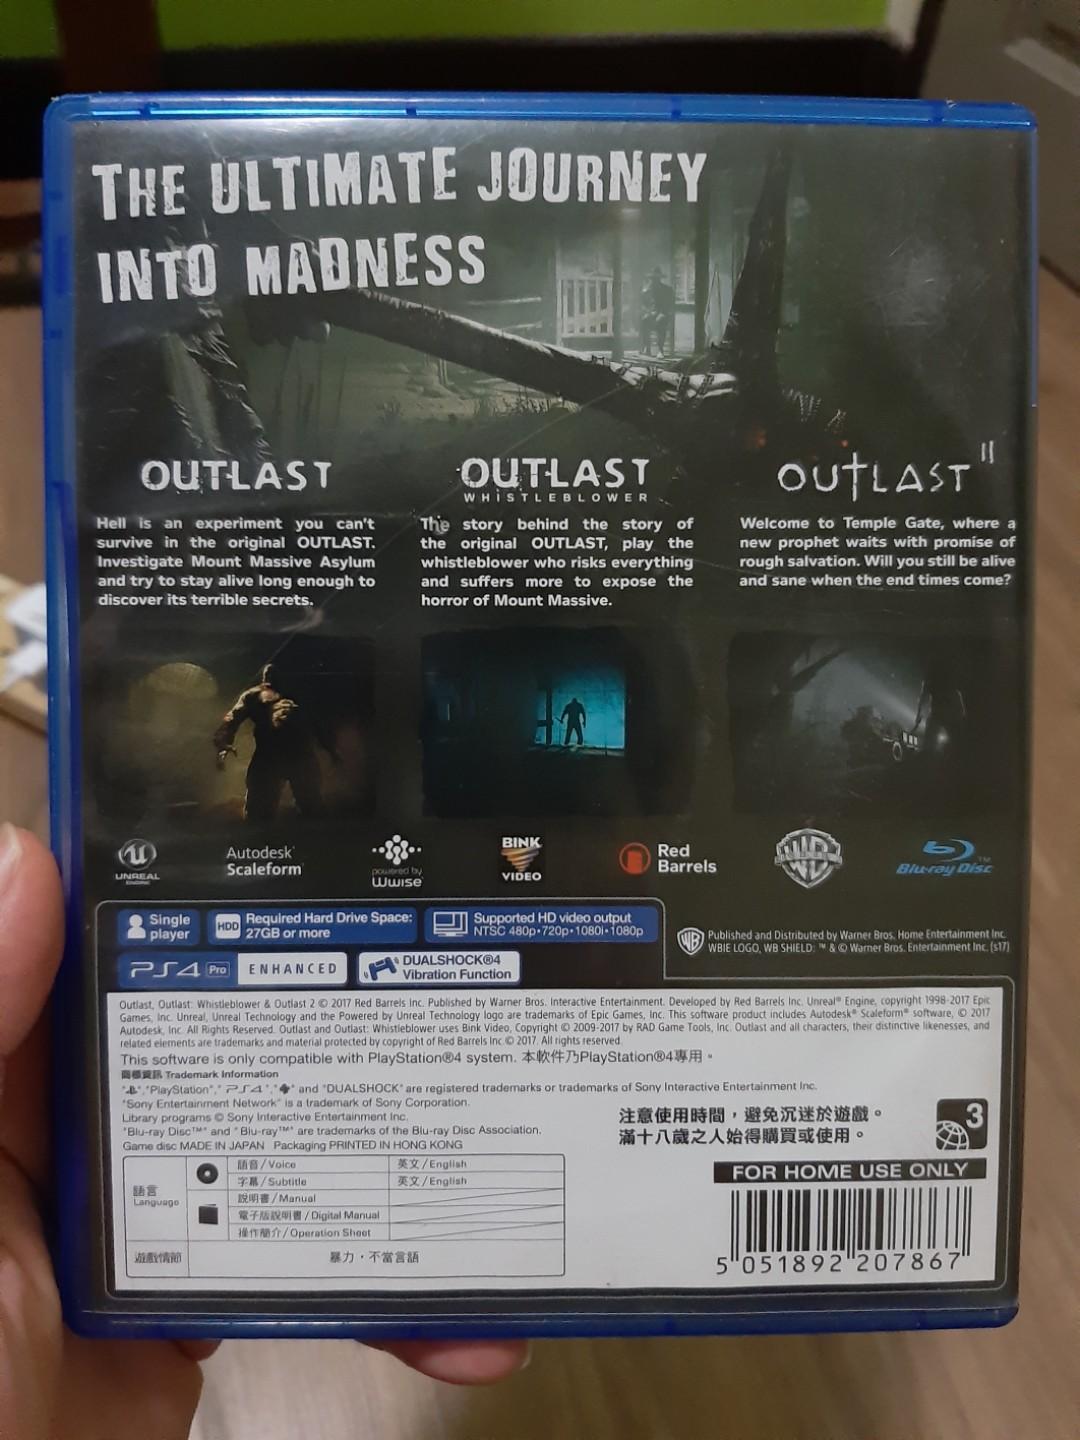 THE ULTIMATE JOURNEY
INTO MADNESS
OUTLAST
Hell is an experiment you can't
survive in the original OUTLAST.
Investigate Mount Massive Asylum
and try to stay alive long enough to
discover its terrible secrets.
OUTLAST
WHISTLEBLOWER
The story behind the story of
the original OUTLAST, play the
whistleblower who risks everything
and suffers more to expose the
horror of Mount Massive.
OUTLAST II
Welcome to Temple Gate, where a
new prophet waits with promise of
rough salvation. Will you still be alive
and sane when the end times come?
UNREAL
ENGINE
Autodesk®
Scaleform®
powered by
Wwise
BINK
VIDEO
Red
Barrels
WB
Blu-ray Disc™
Single
player
HDD
Required Hard Drive Space:
27GB or more
Supported HD video output
NTSC 480p•720p•1080i•1080p
PS4 Pro ENHANCED
DUALSHOCK®4
Vibration Function
Published and Distributed by Warner Bros. Home Entertainment Inc.
WBIE LOGO, WB SHIELD: ™ & © Warner Bros. Entertainment Inc. (s17)
Outlast, Outlast: Whistleblower & Outlast 2 © 2017 Red Barrels Inc. Published by Warner Bros. Interactive Entertainment. Developed by Red Barrels Inc. Unreal® Engine, copyright 1998-2017 Epic
Games, Inc. Unreal, Unreal Technology and the Powered by Unreal Technology logo are trademarks of Epic Games, Inc. This software product includes Autodesk® Scaleform® software, © 2017
Autodesk, Inc. All Rights Reserved. Outlast and Outlast: Whistleblower uses Bink Video, Copyright © 2009-2017 by RAD Game Tools, Inc. Outlast and all characters, their distinctive likenesses, and
related elements are trademarks and material protected by copyright of Red Barrels Inc © 2017. All rights reserved.
This software is only compatible with PlayStation®4 system. 本軟件乃PlayStation®4專用。
商標資訊 Trademark Information
"PlayStation", "PS4", and "DUALSHOCK" are registered trademarks or trademarks of Sony Interactive Entertainment Inc.
"Sony Entertainment Network" is a trademark of Sony Corporation.
Library programs © Sony Interactive Entertainment Inc.
"Blu-ray Disc™" and "Blu-ray™" are trademarks of the Blu-ray Disc Association.
Game disc MADE IN JAPAN Packaging PRINTED IN HONG KONG
語言
Language
語音/Voice 英文/English
字幕/Subtitle 英文/English
說明書/Manual
電子版說明書/Digital Manual
操作簡介/Operation Sheet
遊戲情節 暴力・不當言語
注意使用時間，避免沉迷於遊戲。
滿十八歲之人始得購買或使用。
3
FOR HOME USE ONLY
5 051892 207867